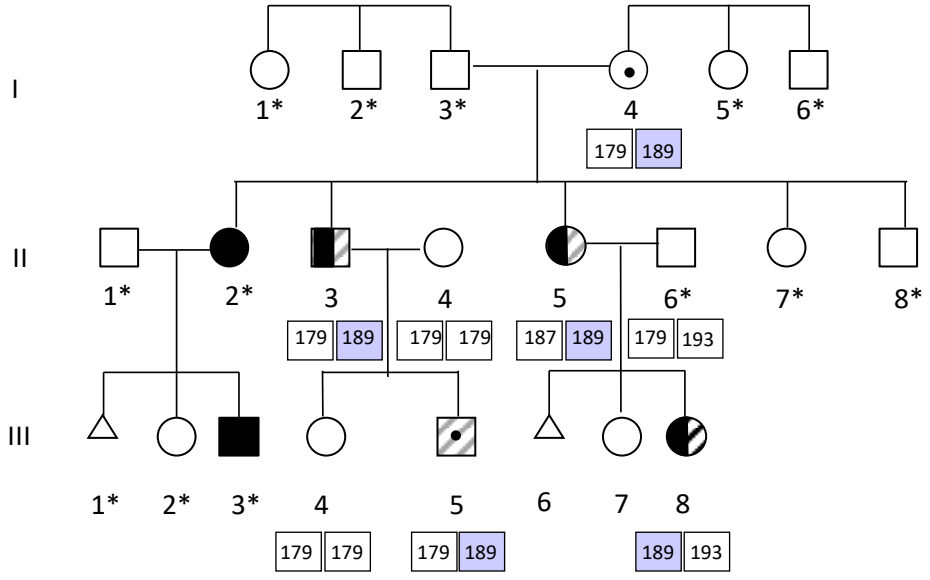 I
1* 2* 3* 4 5* 6*
179 189
II
1* 2* 3 4 5 6* 7* 8*
179 189 179 179 187 189 179 193
III
1* 2* 3* 4 5 6 7 8
179 179 179 189 189 193